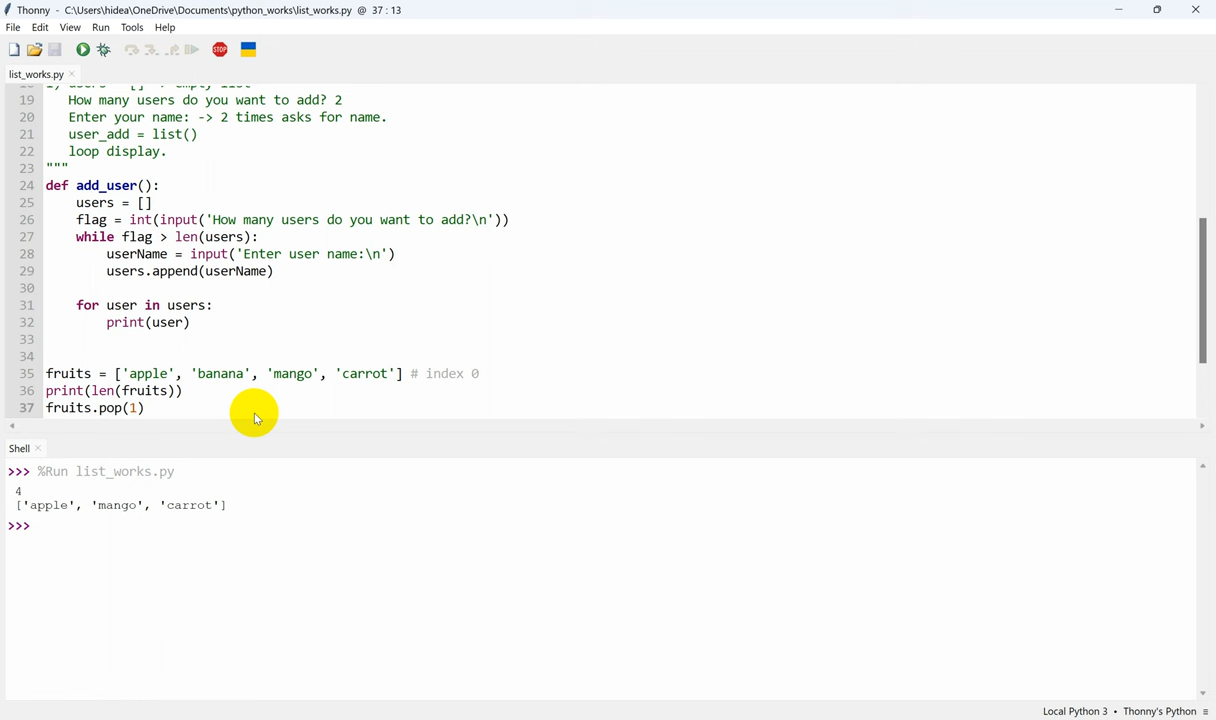 Thonny - C:\Users\hidea\OneDrive\Documents\python_works\list_works.py @ 37 : 13
File Edit View Run Tools Help
STOP
list_works.py ×
19 How many users do you want to add? 2
20 Enter your name: -> 2 times asks for name.
21 user_add = list()
22 loop display.
23 """
24 def add_user():
25 users = []
26 flag = int(input('How many users do you want to add?\n'))
27 while flag > len(users):
28 userName = input('Enter user name:\n')
29 users.append(userName)
30
31 for user in users:
32 print(user)
33
34
35 fruits = ['apple', 'banana', 'mango', 'carrot'] # index 0
36 print(len(fruits))
37 fruits.pop(1)
Shell ×
>>> %Run list_works.py
4
['apple', 'mango', 'carrot']
>>>
Local Python 3 • Thonny's Python ≡